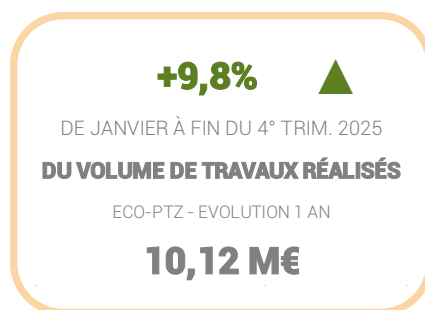 +9,8%
DE JANVIER À FIN DU 4° TRIM. 2025
DU VOLUME DE TRAVAUX RÉALISÉS
ECO-PTZ - EVOLUTION 1 AN
10,12 M€